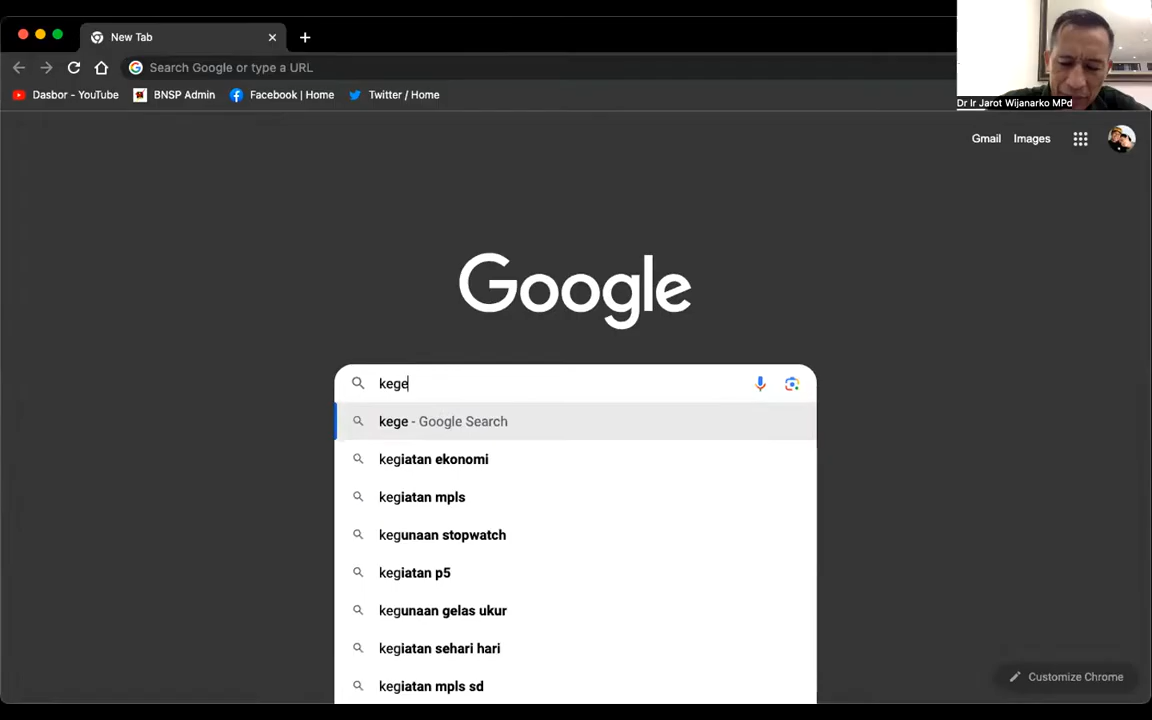 New Tab
Search Google or type a URL
Dasbor - YouTube BNSP Admin Facebook | Home Twitter / Home
Dr Ir Jarot Wijanarko MPd
Gmail Images
Google
kege
kege - Google Search
kegiatan ekonomi
kegiatan mpls
kegunaan stopwatch
kegiatan p5
kegunaan gelas ukur
kegiatan sehari hari
kegiatan mpls sd
Customize Chrome